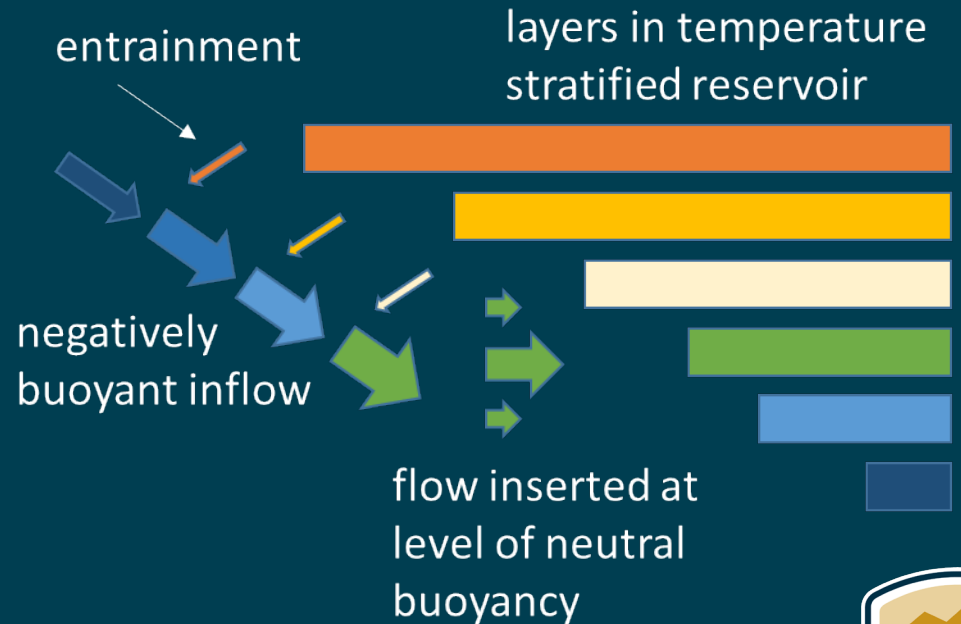 entrainment
layers in temperature
stratified reservoir
negatively
buoyant inflow
flow inserted at
level of neutral
buoyancy